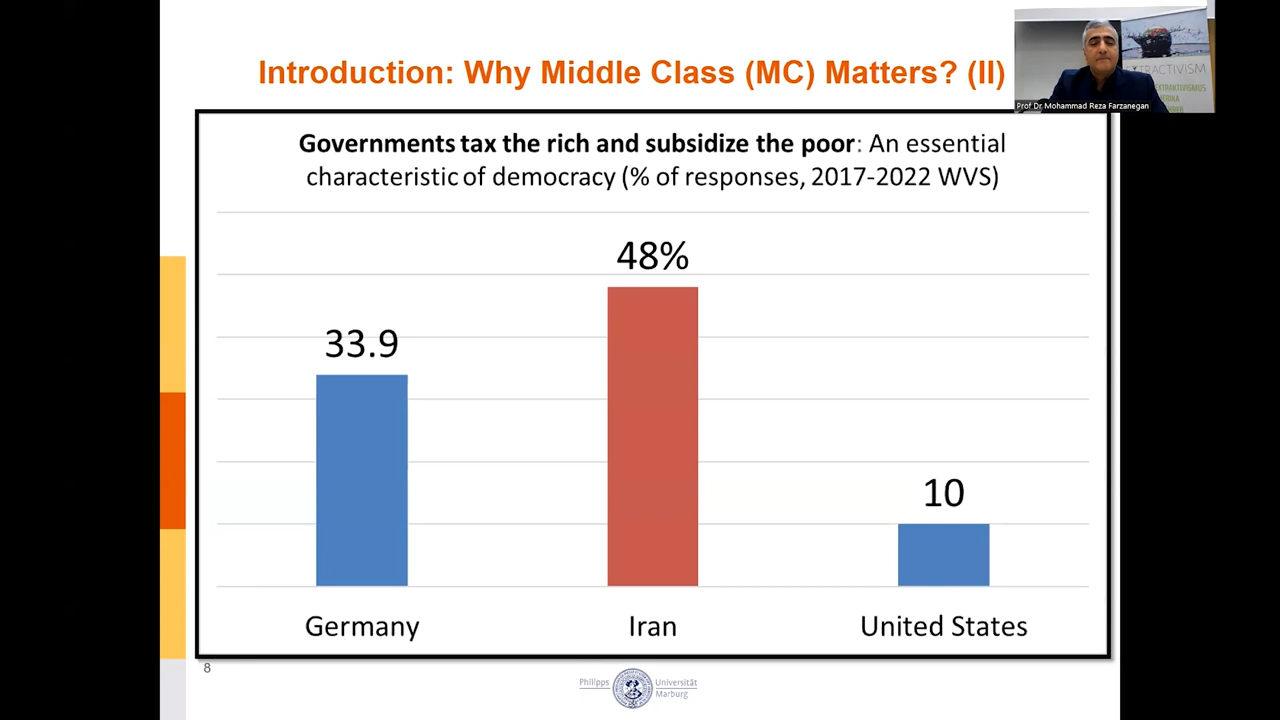 Introduction: Why Middle Class (MC) Matters? (II)
TRACTIVISM
Prof Dr. Mohammad Reza Farzanegan
Governments tax the rich and subsidize the poor: An essential
characteristic of democracy (% of responses, 2017-2022 WVS)
48%
33.9
10
Germany
Iran
United States
8
Philipps
Universität
Marburg